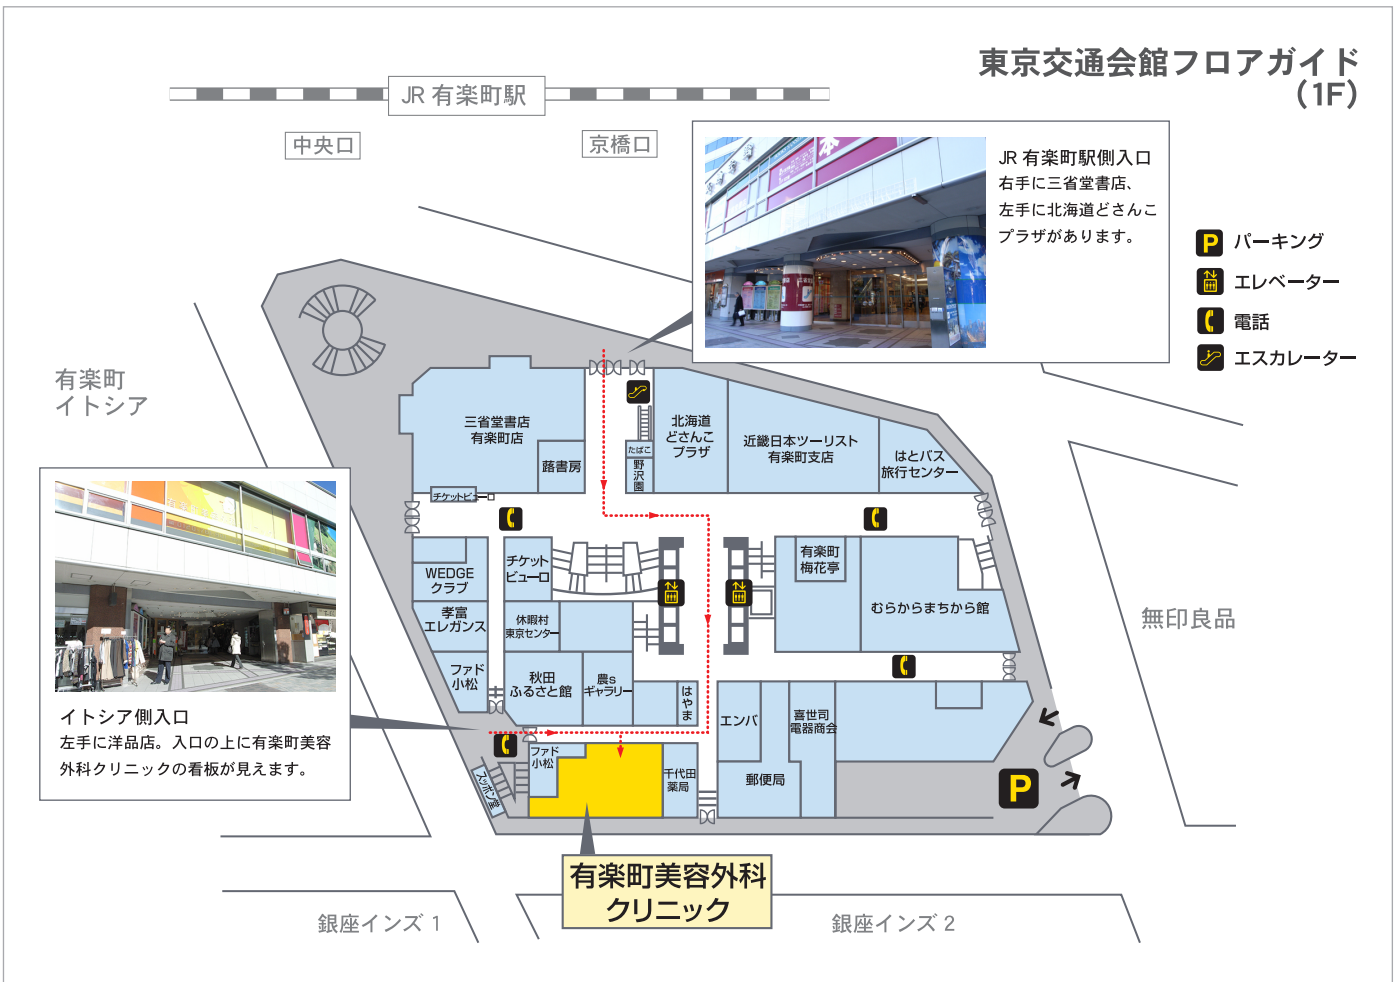 東京交通会館フロアガイド
(1F)
JR 有楽町駅
中央口
京橋口
JR 有楽町駅側入口
右手に三省堂書店、
左手に北海道どさんこ
プラザがあります。
P パーキング
エレベーター
電話
エスカレーター
有楽町
イトシア
三省堂書店
有楽町店
蕗書房
チケットビューロ
たばこ
野沢園
北海道
どさんこ
プラザ
近畿日本ツーリスト
有楽町支店
はとバス
旅行センター
WEDGE
クラブ
チケット
ビューロ
孝富
エレガンス
休暇村
東京センター
ファド
小松
秋田
ふるさと館
農s
ギャラリー
はやま
有楽町
梅花亭
むらからまちから館
無印良品
エンバ
喜世司
電器商会
郵便局
ファド
小松
千代田
薬局
スッポン堂
P
イトシア側入口
左手に洋品店。入口の上に有楽町美容
外科クリニックの看板が見えます。
有楽町美容外科
クリニック
銀座インズ 1
銀座インズ 2